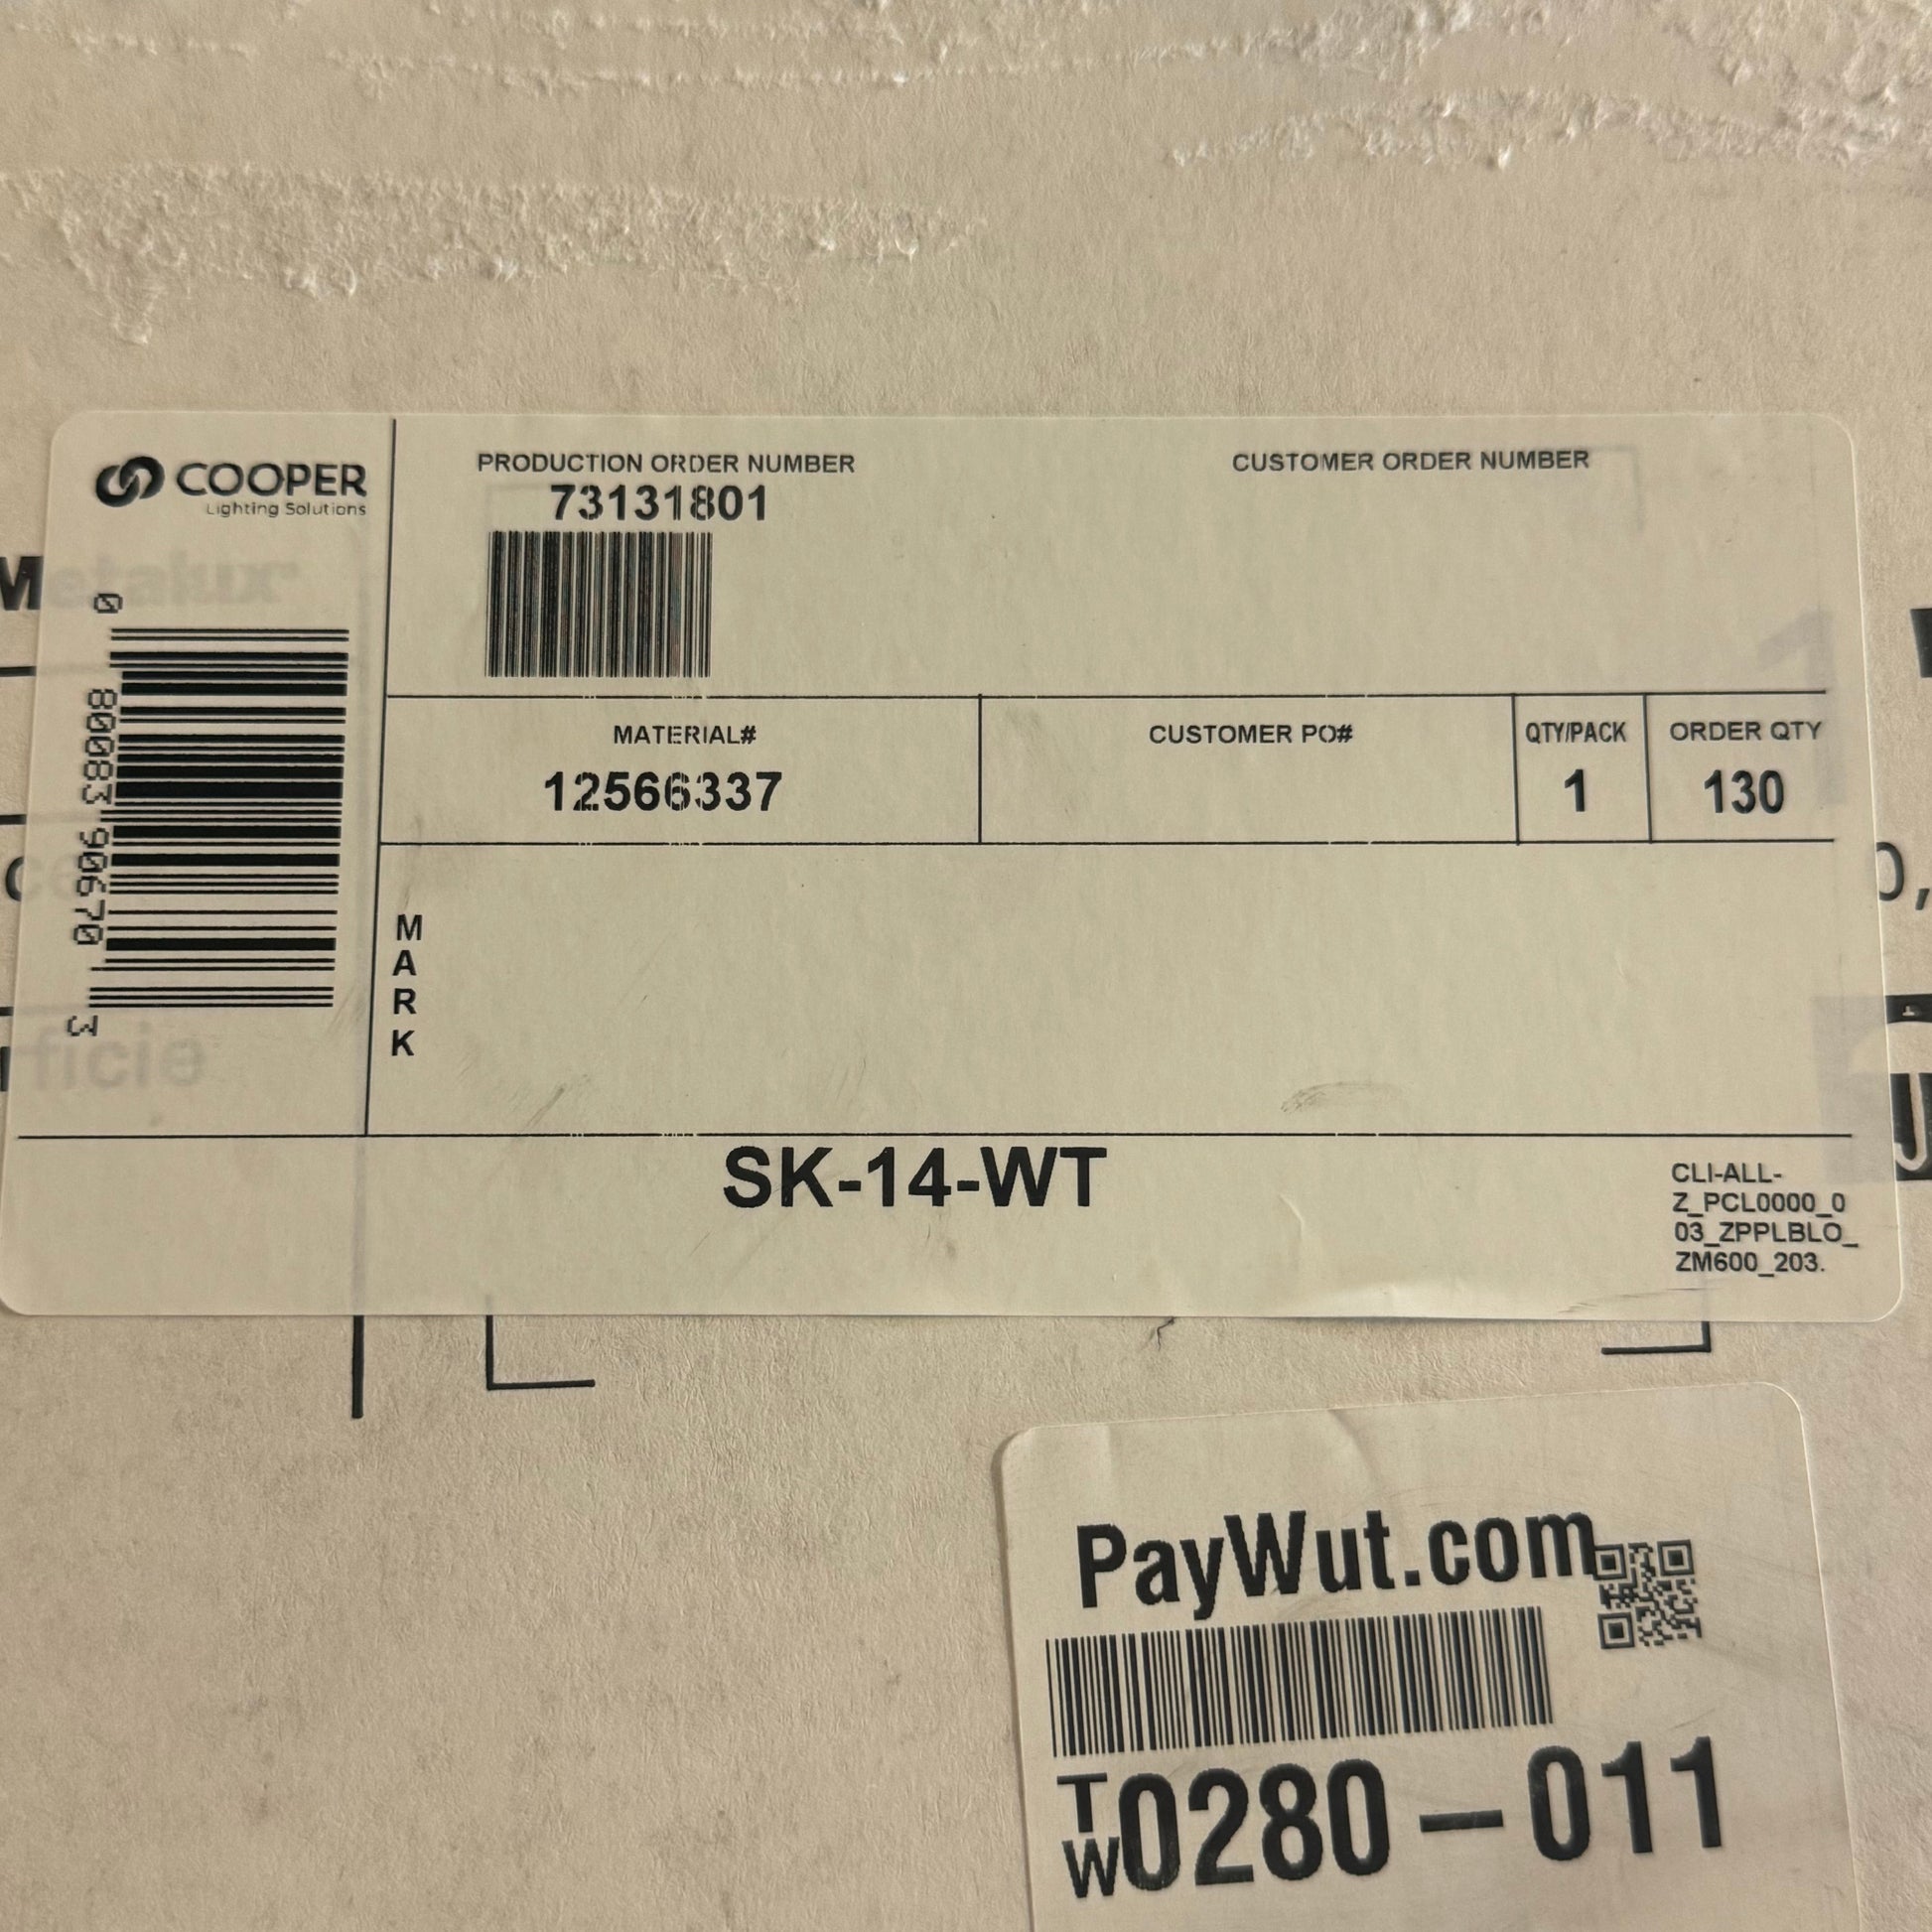 COOPER
Lighting Solutions
PRODUCTION ORDER NUMBER
73131801
CUSTOMER ORDER NUMBER
Metalux
0 80083 90670 3
MATERIAL#
12566337
CUSTOMER PO#
QTY/PACK
1
ORDER QTY
130
MARK
SK-14-WT
CLI-ALL-
Z_PCL0000_0
03_ZPPLBLO_
ZM600_203.
PayWut.com
TW0280-011